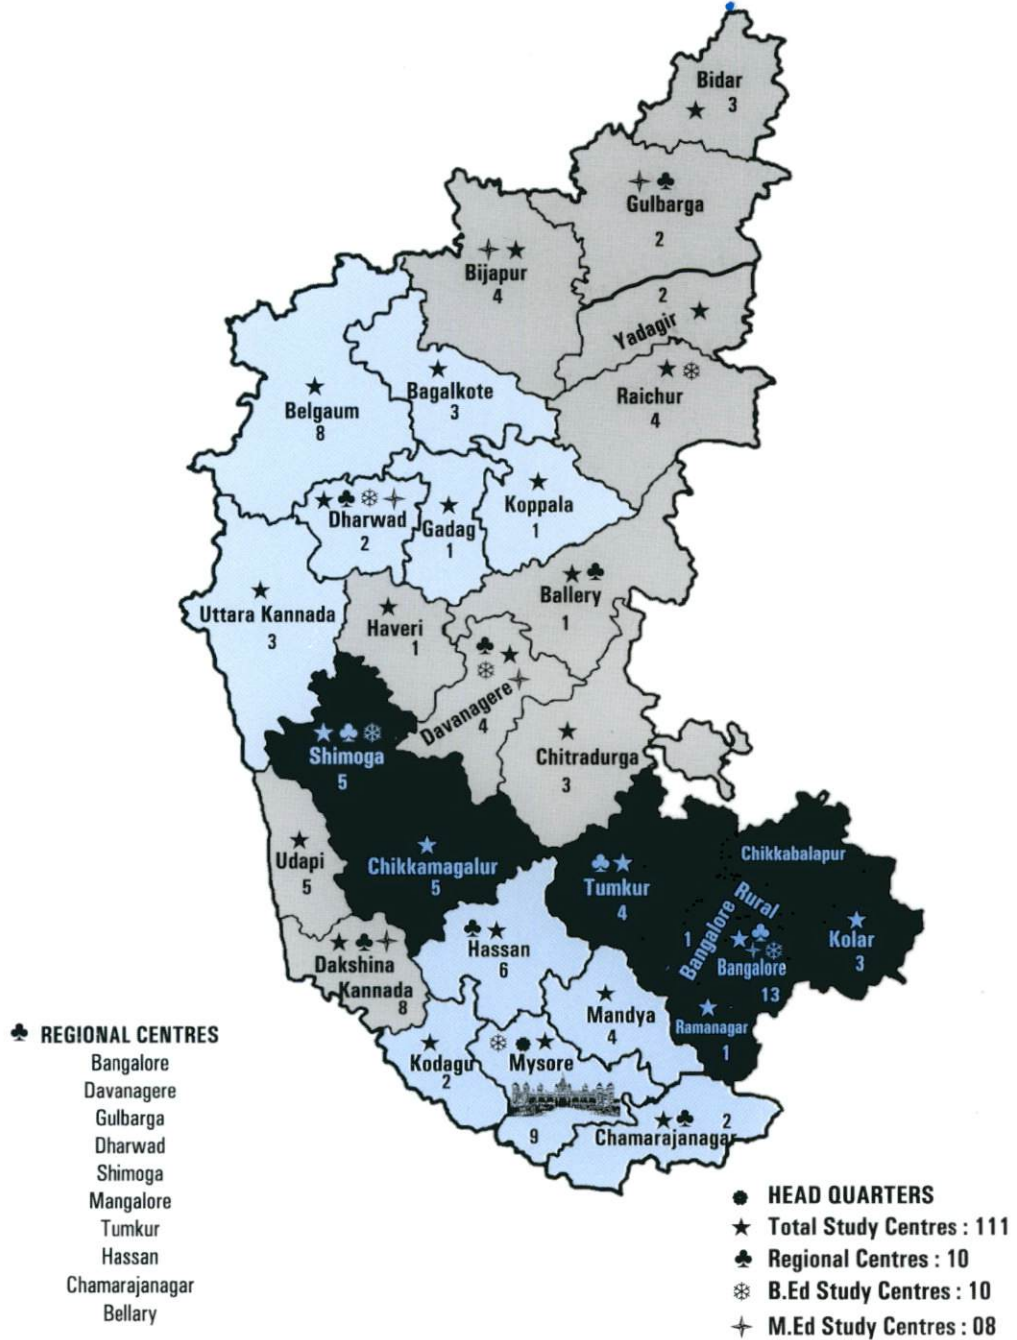 Bidar
3
Gulbarga
2
Bijapur
4
2
Yadagir
Raichur
4
Bagalkote
3
Belgaum
8
Koppala
1
Dharwad
2
Gadag
1
Ballery
1
Uttara Kannada
3
Haveri
1
Davanagere
4
Chitradurga
3
Shimoga
5
Chikkabalapur
Udapi
5
Chikkamagalur
5
Tumkur
4
Bangalore Rural
1
Bangalore
13
Kolar
3
Hassan
6
Dakshina
Kannada
8
Mandya
4
Ramanagar
1
Kodagu
2
Mysore
9
Chamarajanagar
2
REGIONAL CENTRES
Bangalore
Davanagere
Gulbarga
Dharwad
Shimoga
Mangalore
Tumkur
Hassan
Chamarajanagar
Bellary
HEAD QUARTERS
Total Study Centres : 111
Regional Centres : 10
B.Ed Study Centres : 10
M.Ed Study Centres : 08